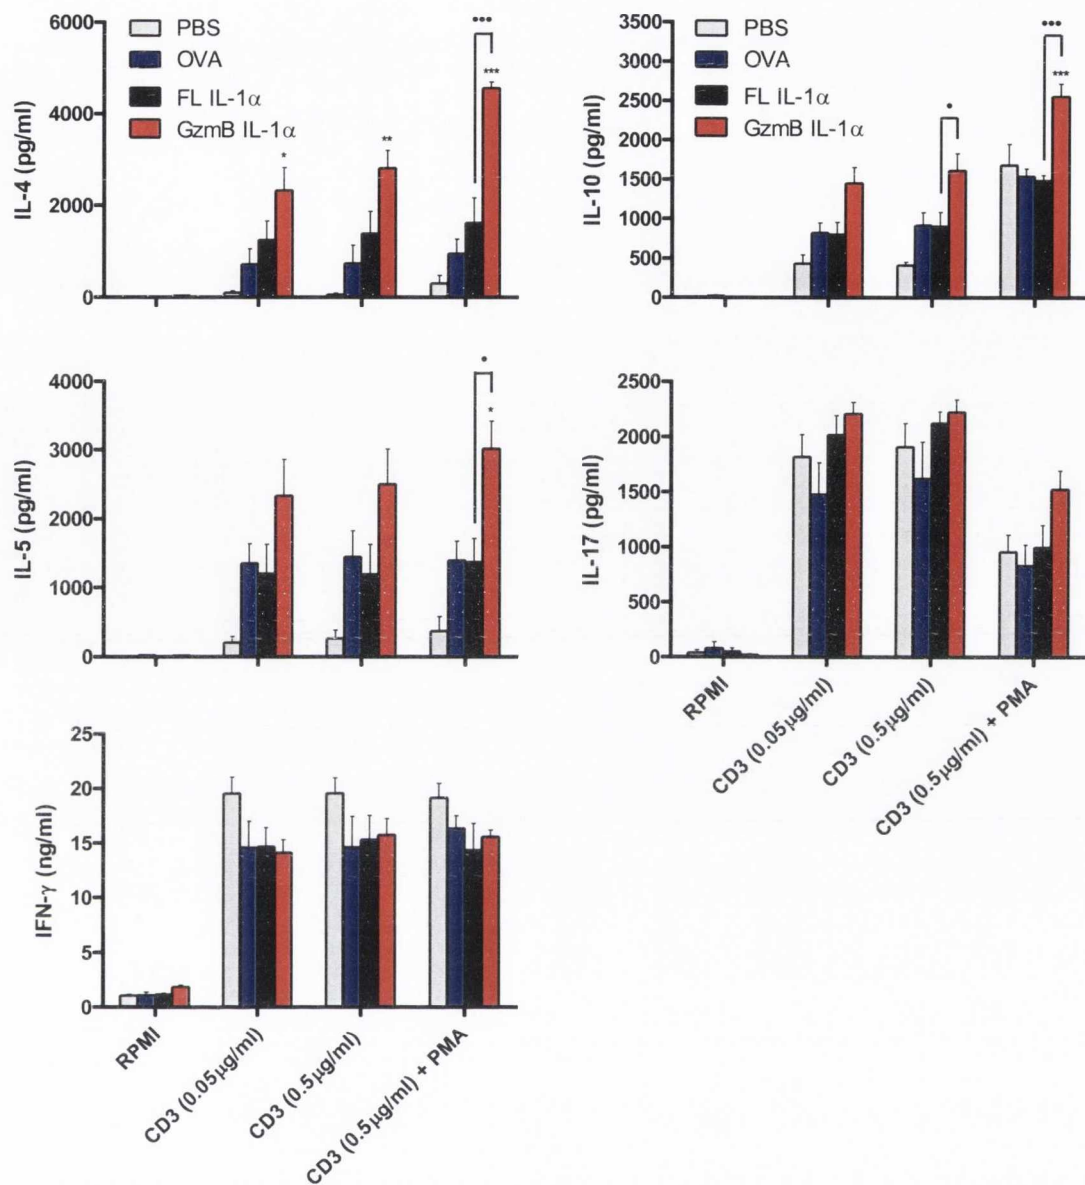 IL-4 (pg/ml)
6000
4000
2000
0
PBS
OVA
FL IL-1α
GzmB IL-1α
*
**
•••
***
IL-10 (pg/ml)
3500
3000
2500
2000
1500
1000
500
0
PBS
OVA
FL IL-1α
GzmB IL-1α
•
•••
***
IL-5 (pg/ml)
4000
3000
2000
1000
0
•
*
IL-17 (pg/ml)
2500
2000
1500
1000
500
0
RPMI
CD3 (0.05µg/ml)
CD3 (0.5µg/ml)
CD3 (0.5µg/ml) + PMA
IFN-γ (ng/ml)
25
20
15
10
5
0
RPMI
CD3 (0.05µg/ml)
CD3 (0.5µg/ml)
CD3 (0.5µg/ml) + PMA